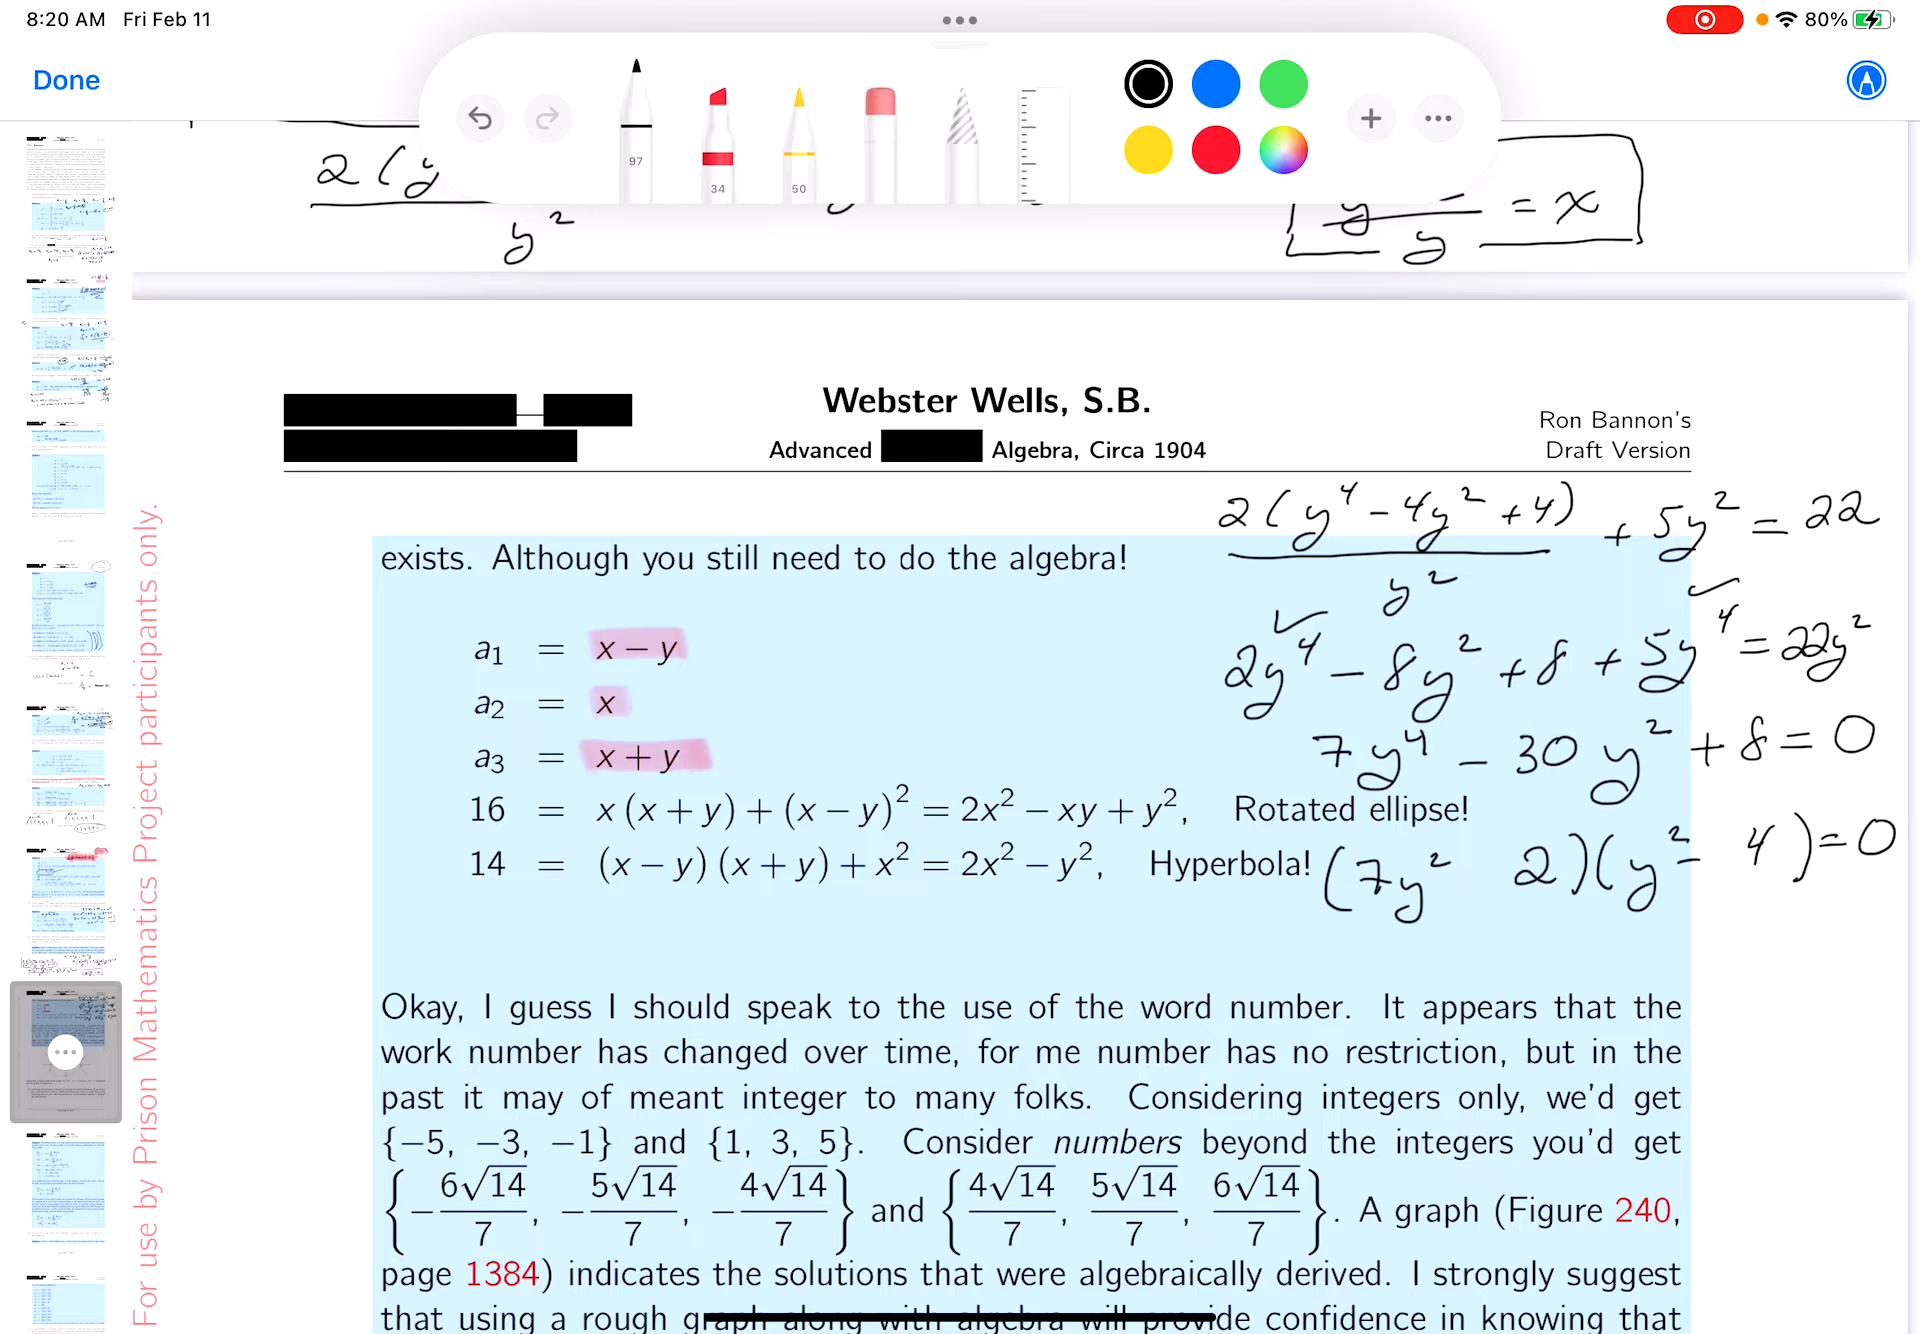 8:20 AM Fri Feb 11
80%
Done
97
34
50
2(y
y²
y
y = x
Webster Wells, S.B.
Advanced Algebra, Circa 1904
Ron Bannon's
Draft Version
For use by Prison Mathematics Project participants only.
2(y⁴ - 4y² + 4) / y² + 5y² = 22
exists. Although you still need to do the algebra!
2y⁴ - 8y² + 8 + 5y⁴ = 22y²
a₁ = x − y
a₂ = x
7y⁴ - 30y² + 8 = 0
a₃ = x + y
16 = x (x + y) + (x − y)² = 2x² − xy + y², Rotated ellipse!
14 = (x − y) (x + y) + x² = 2x² − y², Hyperbola!
(7y² 2)(y² - 4) = 0
Okay, I guess I should speak to the use of the word number. It appears that the
work number has changed over time, for me number has no restriction, but in the
past it may of meant integer to many folks. Considering integers only, we'd get
{−5, −3, −1} and {1, 3, 5}. Consider numbers beyond the integers you'd get
{−6√14/7, −5√14/7, −4√14/7} and {4√14/7, 5√14/7, 6√14/7}. A graph (Figure 240,
page 1384) indicates the solutions that were algebraically derived. I strongly suggest
that using a rough graph along with algebra will provide confidence in knowing that